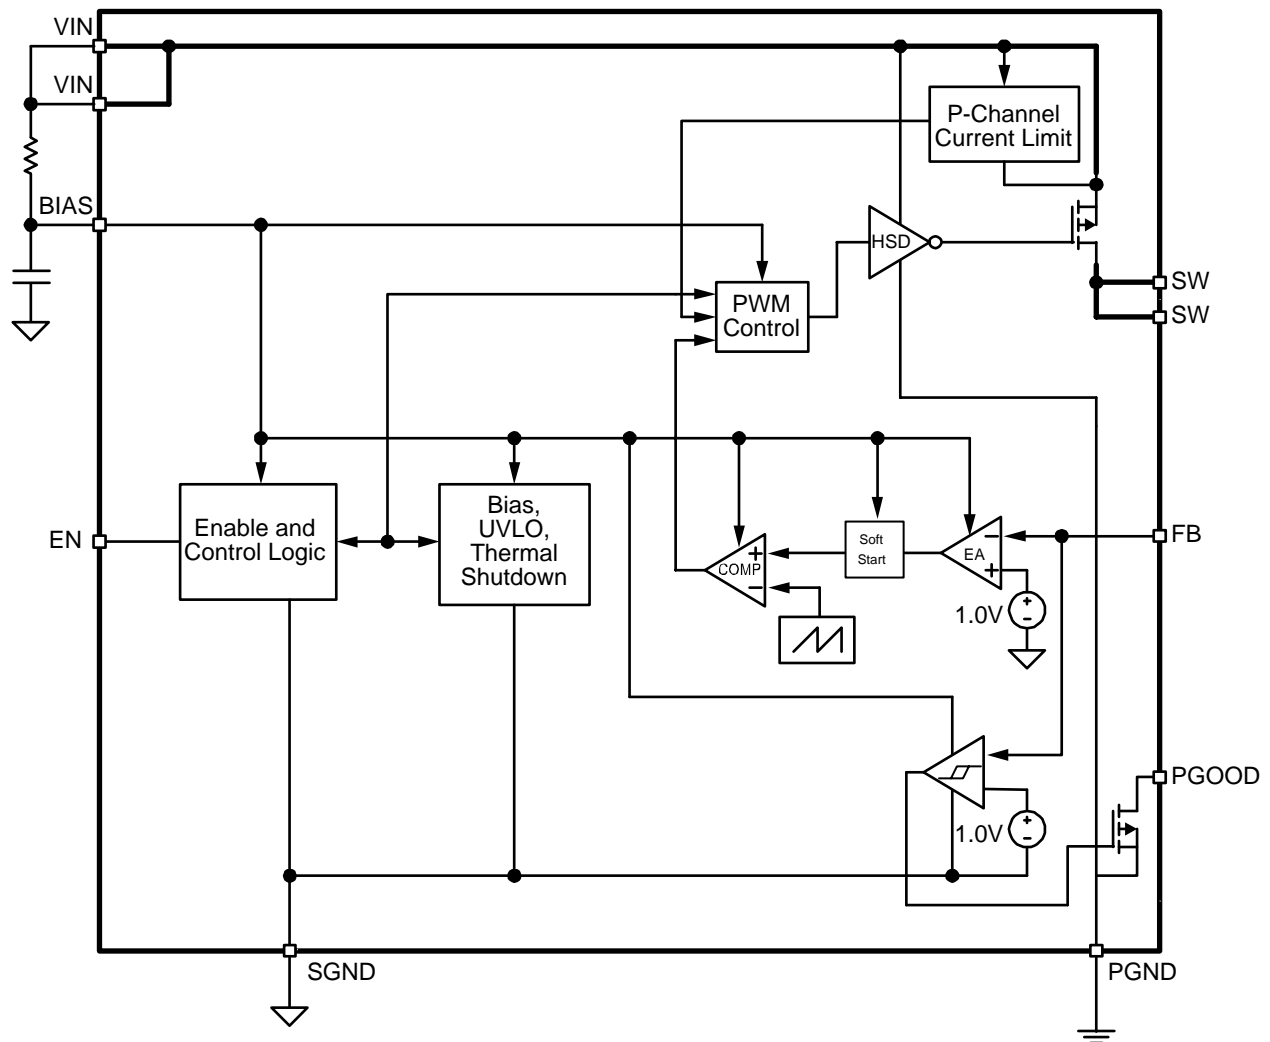 VIN
VIN
P-Channel
Current Limit
BIAS
HSD
SW
SW
PWM
Control
EN
Enable and
Control Logic
Bias,
UVLO,
Thermal
Shutdown
COMP
+
−
Soft
Start
EA
−
+
FB
1.0V
+
−
PGOOD
1.0V
+
−
SGND
PGND